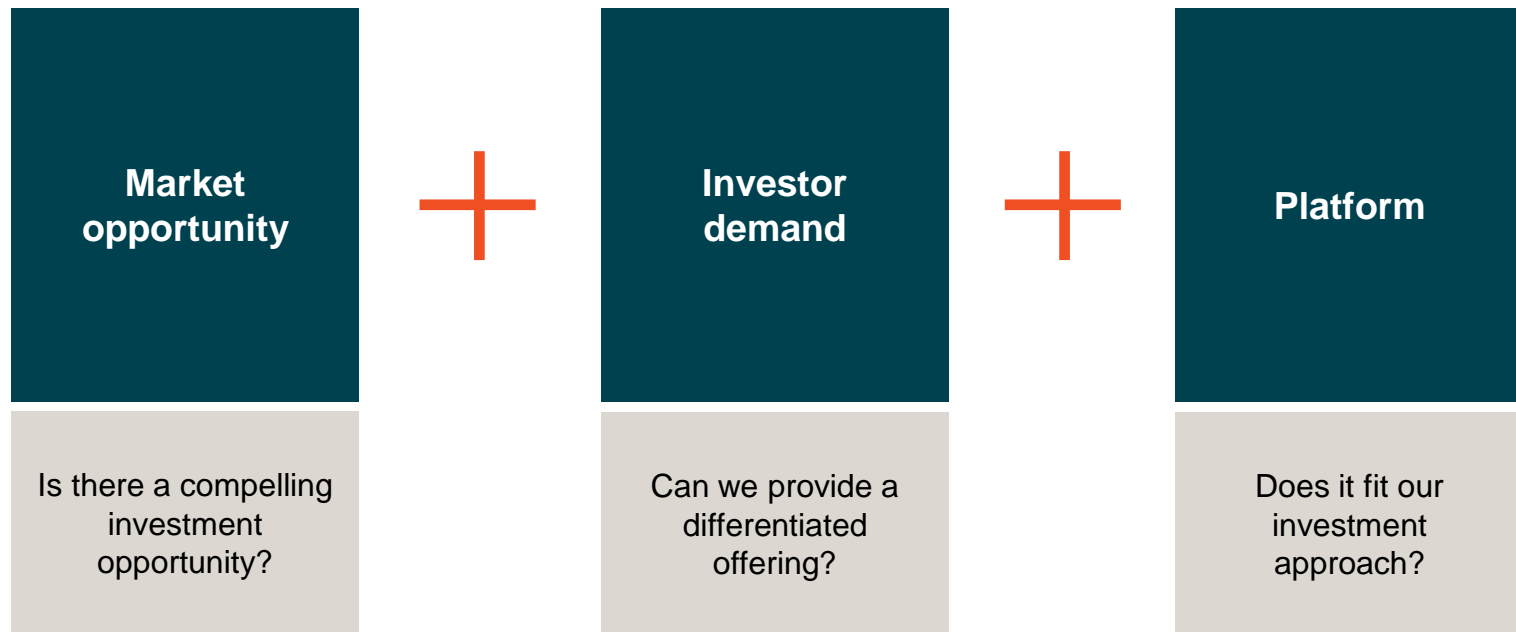 Market
opportunity
Is there a compelling
investment
opportunity?
Investor
demand
Can we provide a
differentiated
offering?
Platform
Does it fit our
investment
approach?